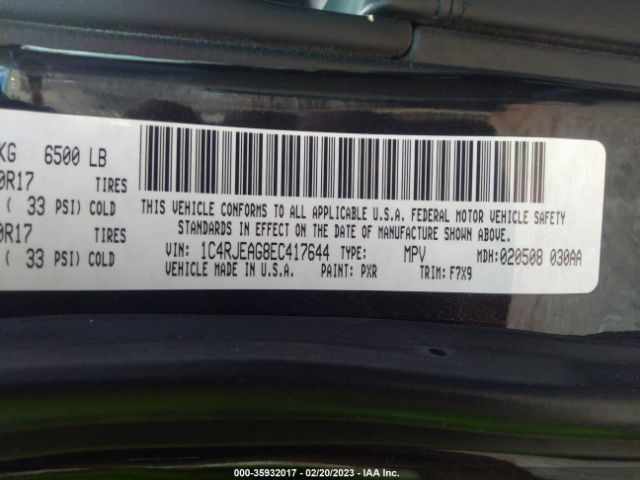 KG 6500 LB
0R17 TIRES
( 33 PSI) COLD
0R17 TIRES
( 33 PSI) COLD
THIS VEHICLE CONFORMS TO ALL APPLICABLE U.S.A. FEDERAL MOTOR VEHICLE SAFETY
STANDARDS IN EFFECT ON THE DATE OF MANUFACTURE SHOWN ABOVE.
VIN: 1C4RJEAG8EC417644 TYPE: MPV MDH: 020508 030AA
VEHICLE MADE IN U.S.A. PAINT: PXR TRIM: F7X9
000-35932017 - 02/20/2023 - IAA Inc.